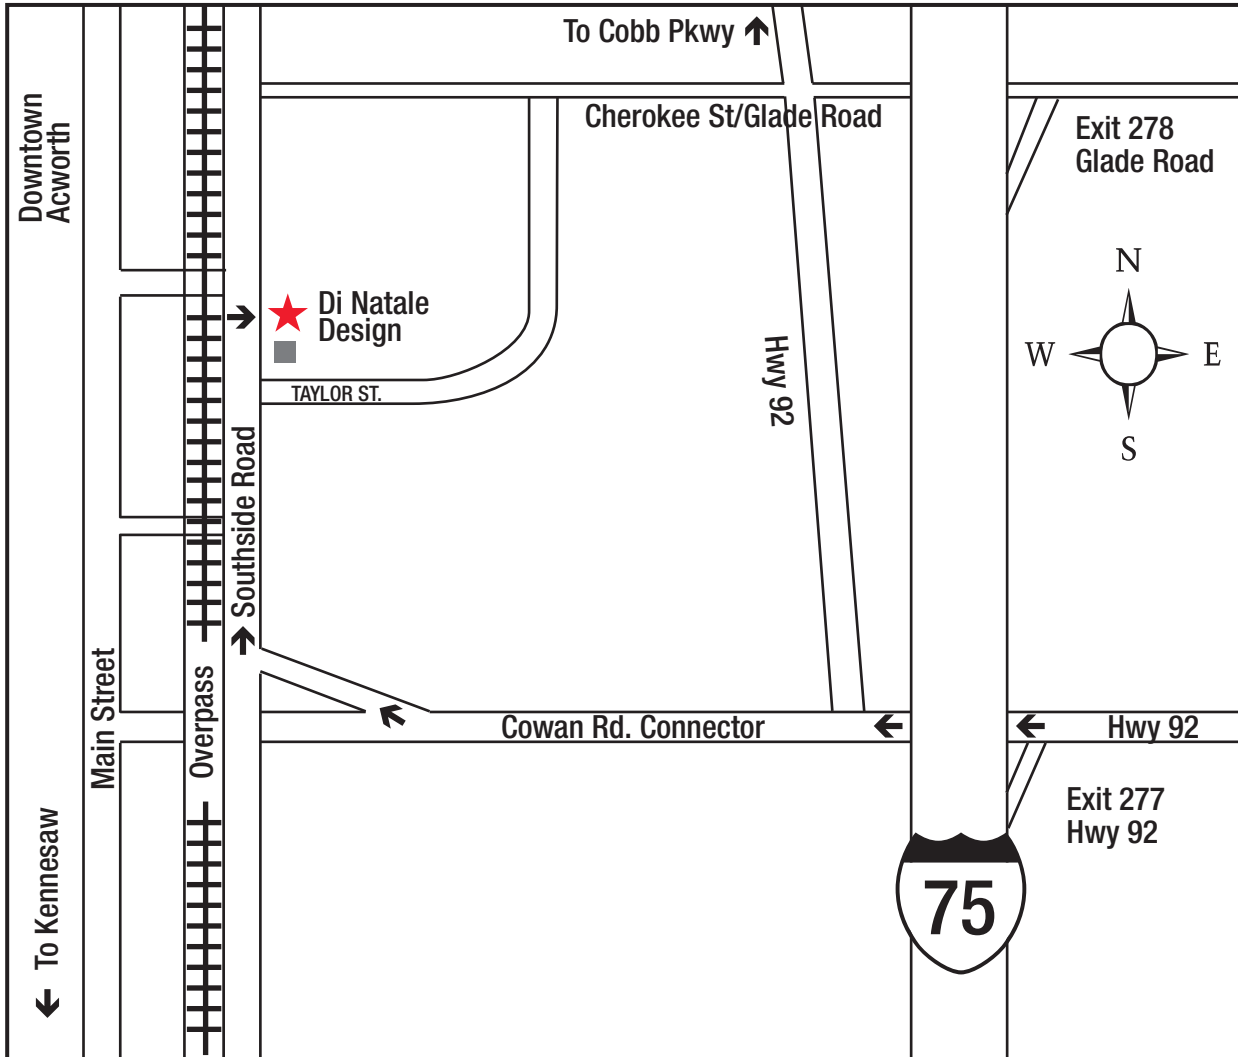 To Cobb Pkwy
Downtown
Acworth
Cherokee St/Glade Road
Exit 278
Glade Road
N
W
E
S
Di Natale
Design
TAYLOR ST.
Hwy 92
Southside Road
Main Street
Overpass
Cowan Rd. Connector
Hwy 92
Exit 277
Hwy 92
To Kennesaw
75